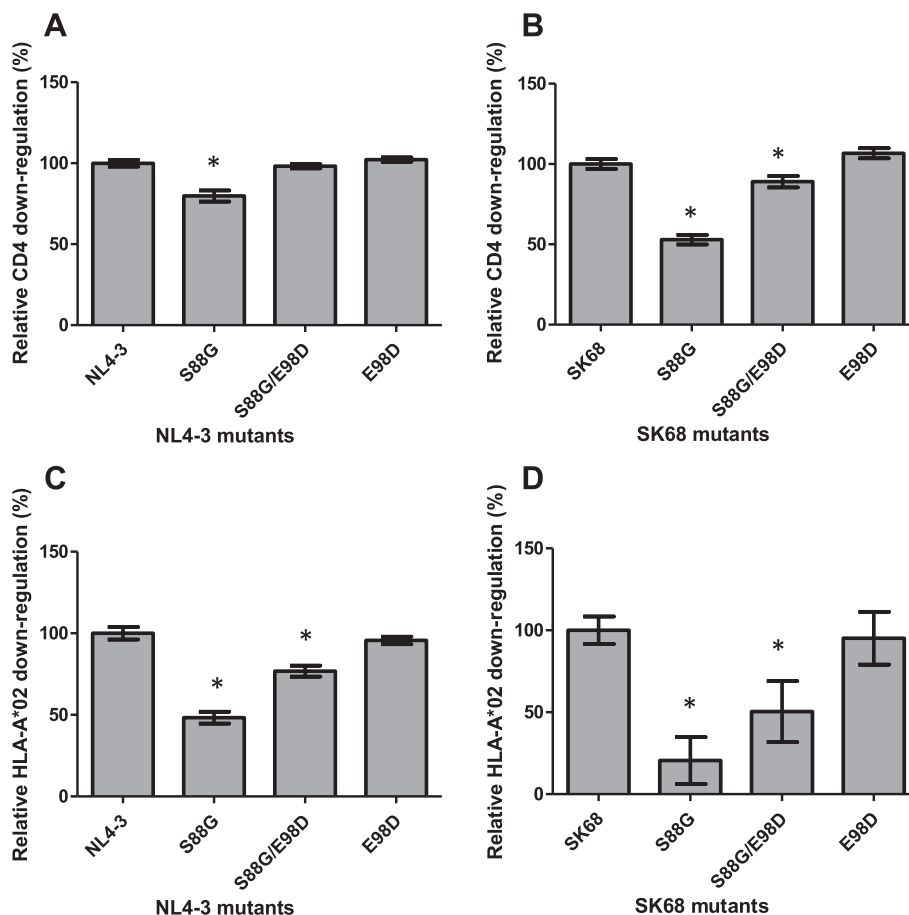 A
Relative CD4 down-regulation (%)
150
100
50
0
*
NL4-3
S88G
S88G/E98D
E98D
NL4-3 mutants
B
Relative CD4 down-regulation (%)
150
100
50
0
*
*
SK68
S88G
S88G/E98D
E98D
SK68 mutants
C
Relative HLA-A*02 down-regulation (%)
150
100
50
0
*
*
NL4-3
S88G
S88G/E98D
E98D
NL4-3 mutants
D
Relative HLA-A*02 down-regulation (%)
150
100
50
0
*
*
SK68
S88G
S88G/E98D
E98D
SK68 mutants